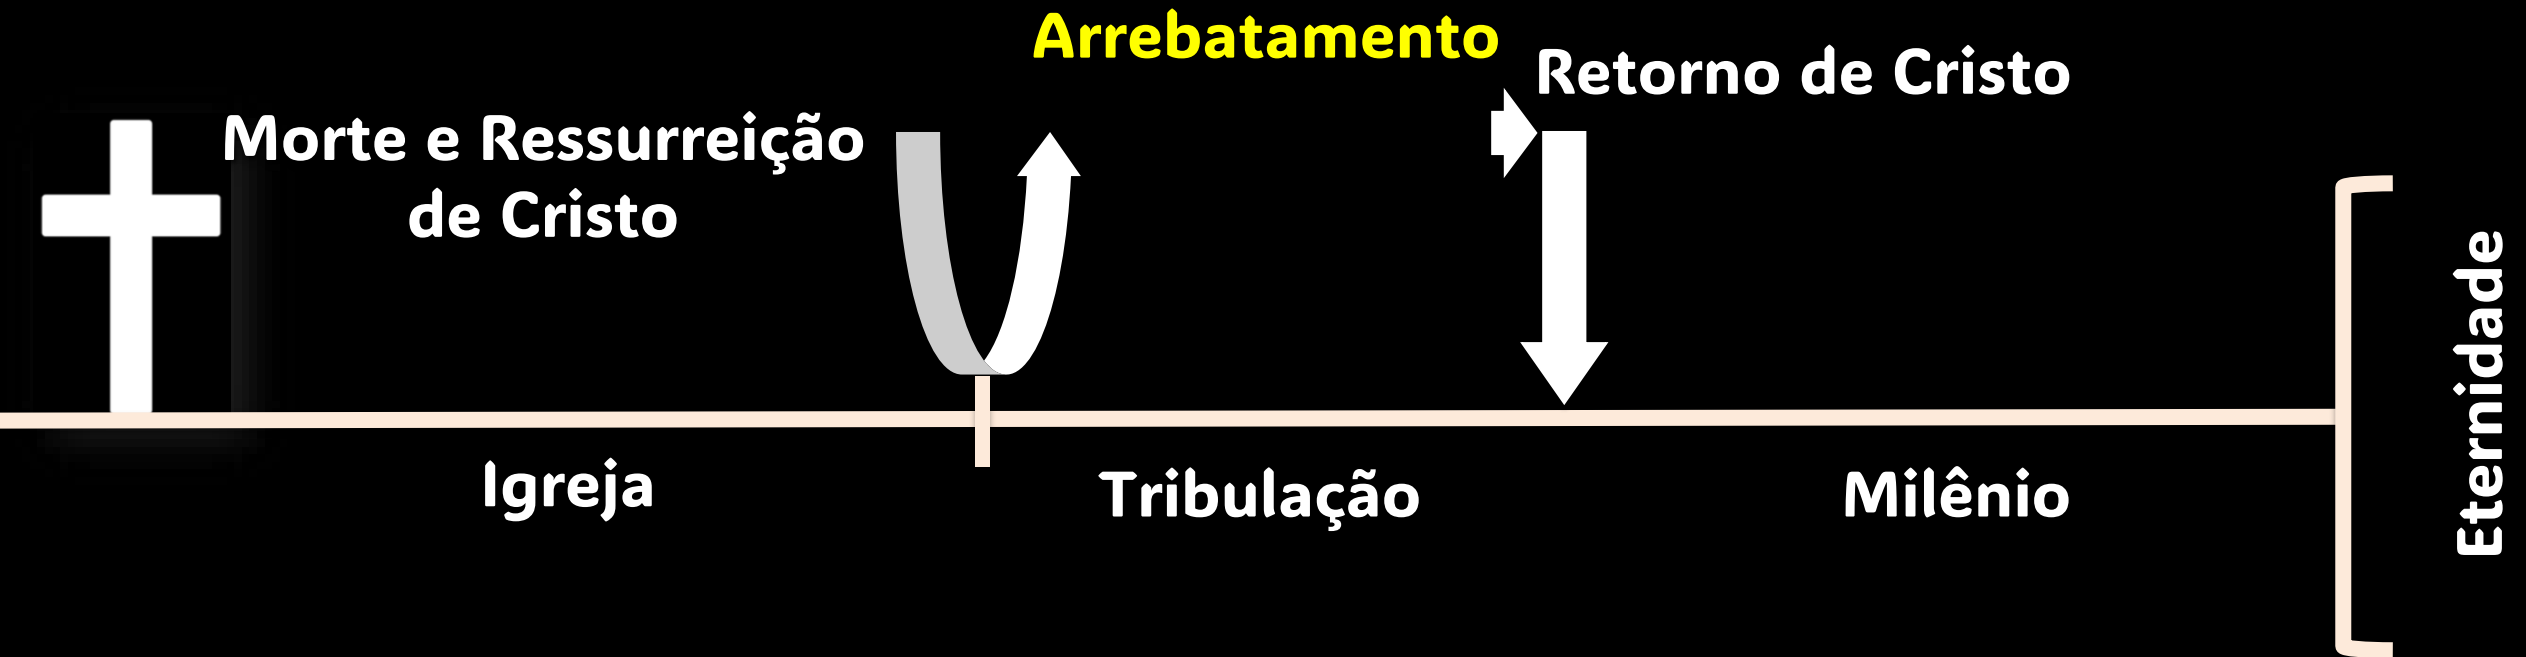 Arrebatamento
Retorno de Cristo
Morte e Ressurreição
de Cristo
Igreja
Tribulação
Milênio
Eternidade